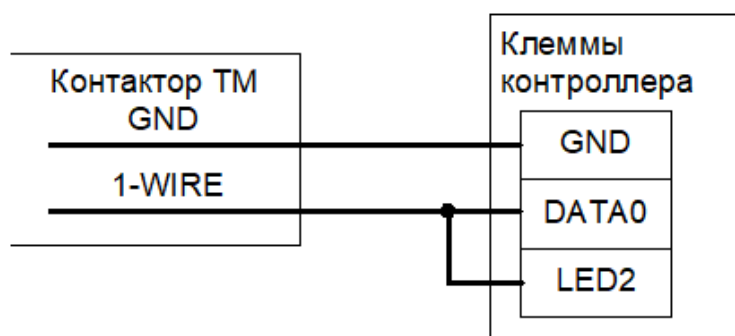 Контактор ТМ
GND
1-WIRE
Клеммы
контроллера
GND
DATA0
LED2